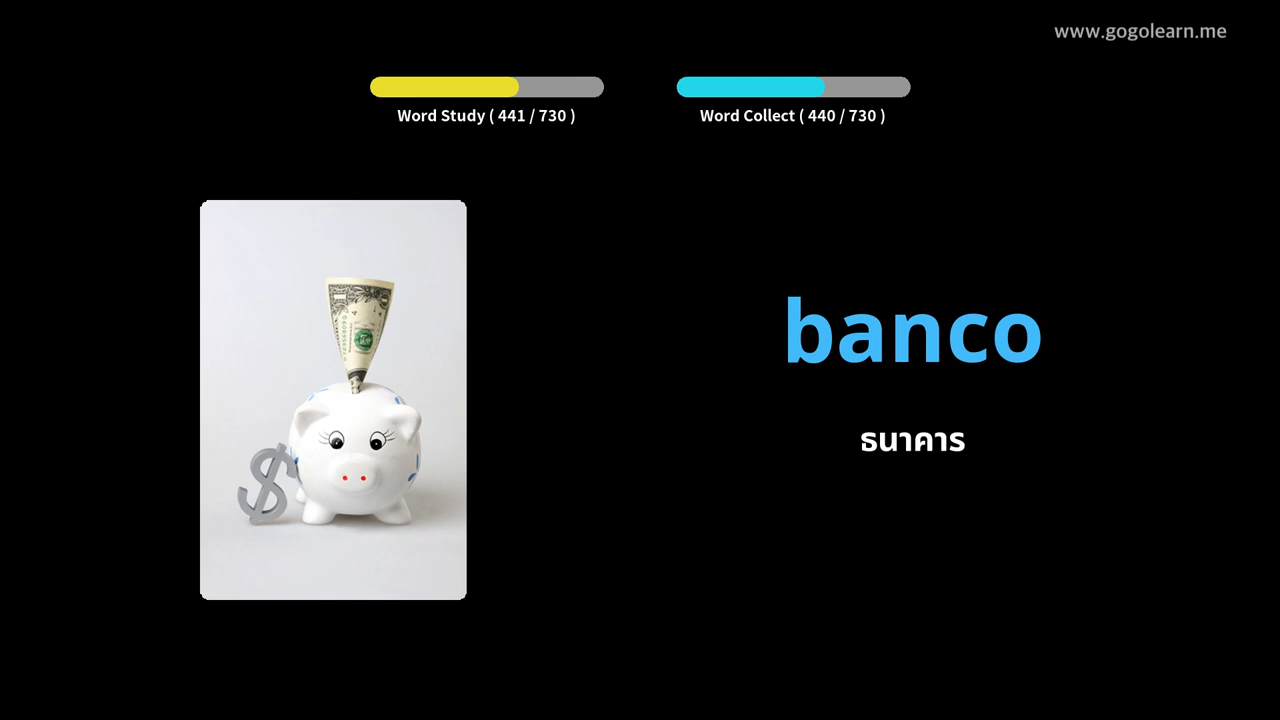 www.gogolearn.me
Word Study ( 441 / 730 )
Word Collect ( 440 / 730 )
$
banco
ธนาคาร